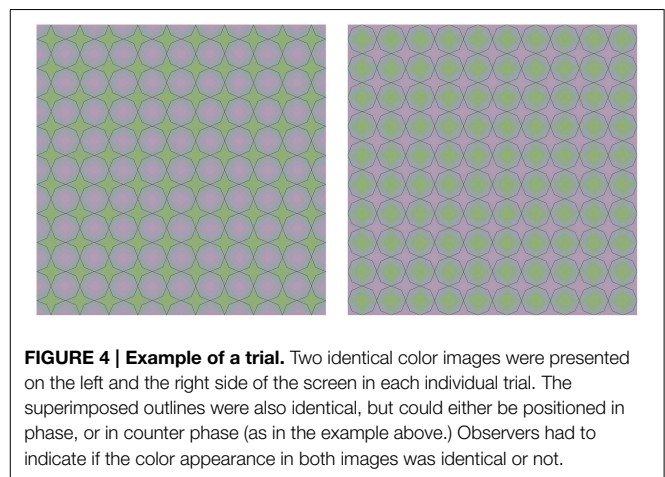 FIGURE 4 | Example of a trial. Two identical color images were presented
on the left and the right side of the screen in each individual trial. The
superimposed outlines were also identical, but could either be positioned in
phase, or in counter phase (as in the example above.) Observers had to
indicate if the color appearance in both images was identical or not.